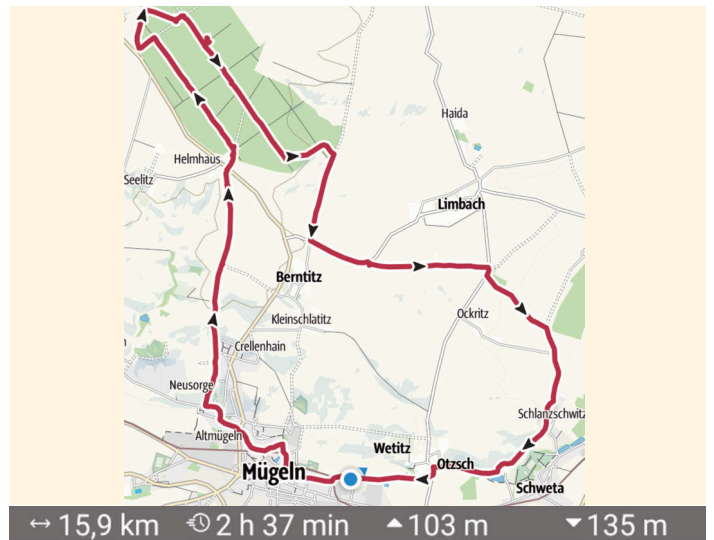 Haida
Helmhaus
Seelitz
Limbach
Berntitz
Ockritz
Kleinschlatitz
Crellenhain
Neusorge
Schlanzschwitz
Altmügeln
Wetitz
Otzsch
Mügeln
Schweta
15,9 km 2 h 37 min 103 m 135 m